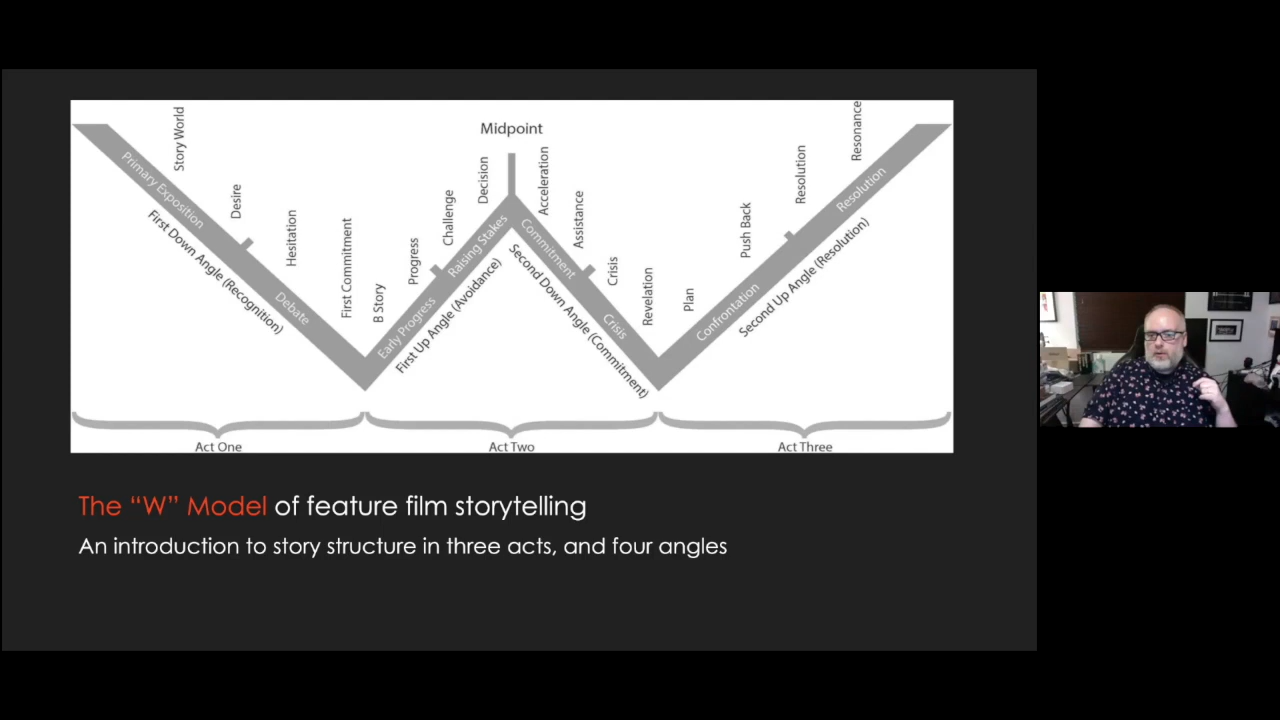 Midpoint
Story World
Desire
Hesitation
First Commitment
B Story
Progress
Challenge
Decision
Acceleration
Assistance
Crisis
Revelation
Plan
Push Back
Resolution
Resonance
Primary Exposition
Debate
First Down Angle (Recognition)
Early Progress
Raising Stakes
First Up Angle (Avoidance)
Commitment
Crisis
Second Down Angle (Commitment)
Confrontation
Resolution
Second Up Angle (Resolution)
Act One
Act Two
Act Three
The “W” Model of feature film storytelling
An introduction to story structure in three acts, and four angles